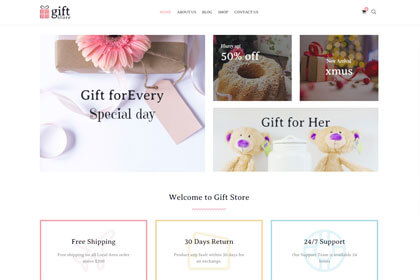 gift
store
HOME ABOUT US BLOG SHOP CONTACT US
Gift forEvery
Special day
Hurry up!
50% off
New Arrival
xmus
Gift for Her
Welcome to Gift Store
Free Shipping
Free shipping for all local Area order
above $200
30 Days Return
Product any fault within 30 days for
an exchange.
24/7 Support
Our Support Team is available 24
hours